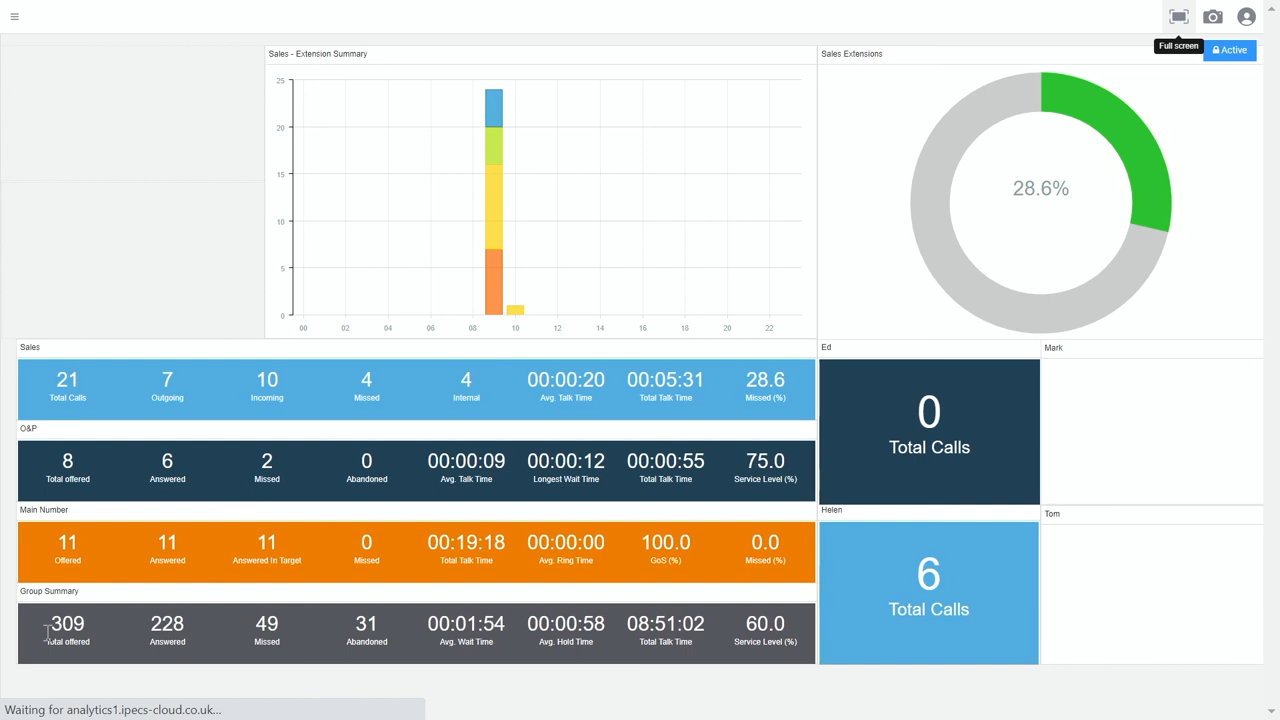 Full screen
Active
Sales - Extension Summary
Sales Extensions
25
20
15
10
5
0
00 02 04 06 08 10 12 14 16 18 20 22
28.6%
Sales
21 7 10 4 4 00:00:20 00:05:31 28.6
Total Calls Outgoing Incoming Missed Internal Avg. Talk Time Total Talk Time Missed (%)
O&P
8 6 2 0 00:00:09 00:00:12 00:00:55 75.0
Total offered Answered Missed Abandoned Avg. Talk Time Longest Wait Time Total Talk Time Service Level (%)
Main Number
11 11 11 0 00:19:18 00:00:00 100.0 0.0
Offered Answered Answered In Target Missed Total Talk Time Avg. Ring Time GoS (%) Missed (%)
Group Summary
309 228 49 31 00:01:54 00:00:58 08:51:02 60.0
Total offered Answered Missed Abandoned Avg. Wait Time Avg. Hold Time Total Talk Time Service Level (%)
Ed
0
Total Calls
Mark
Helen
6
Total Calls
Tom
Waiting for analytics1.ipecs-cloud.co.uk...